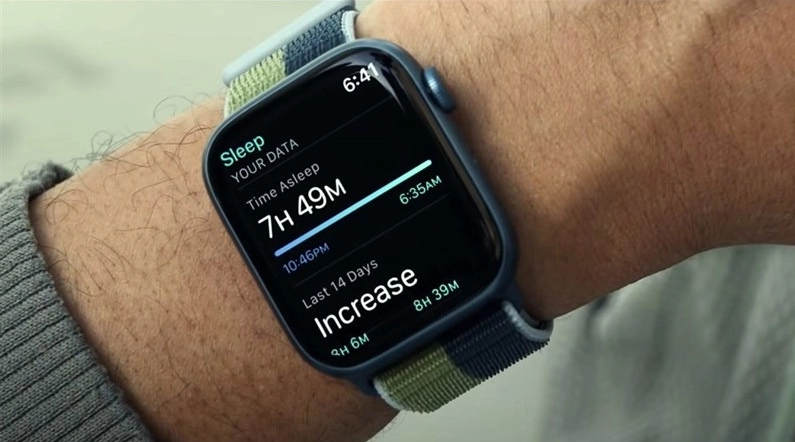 6:41
Sleep
YOUR DATA
Time Asleep
7H 49M
10:46PM 6:35AM
Last 14 Days
Increase
8H 6M 8H 39M